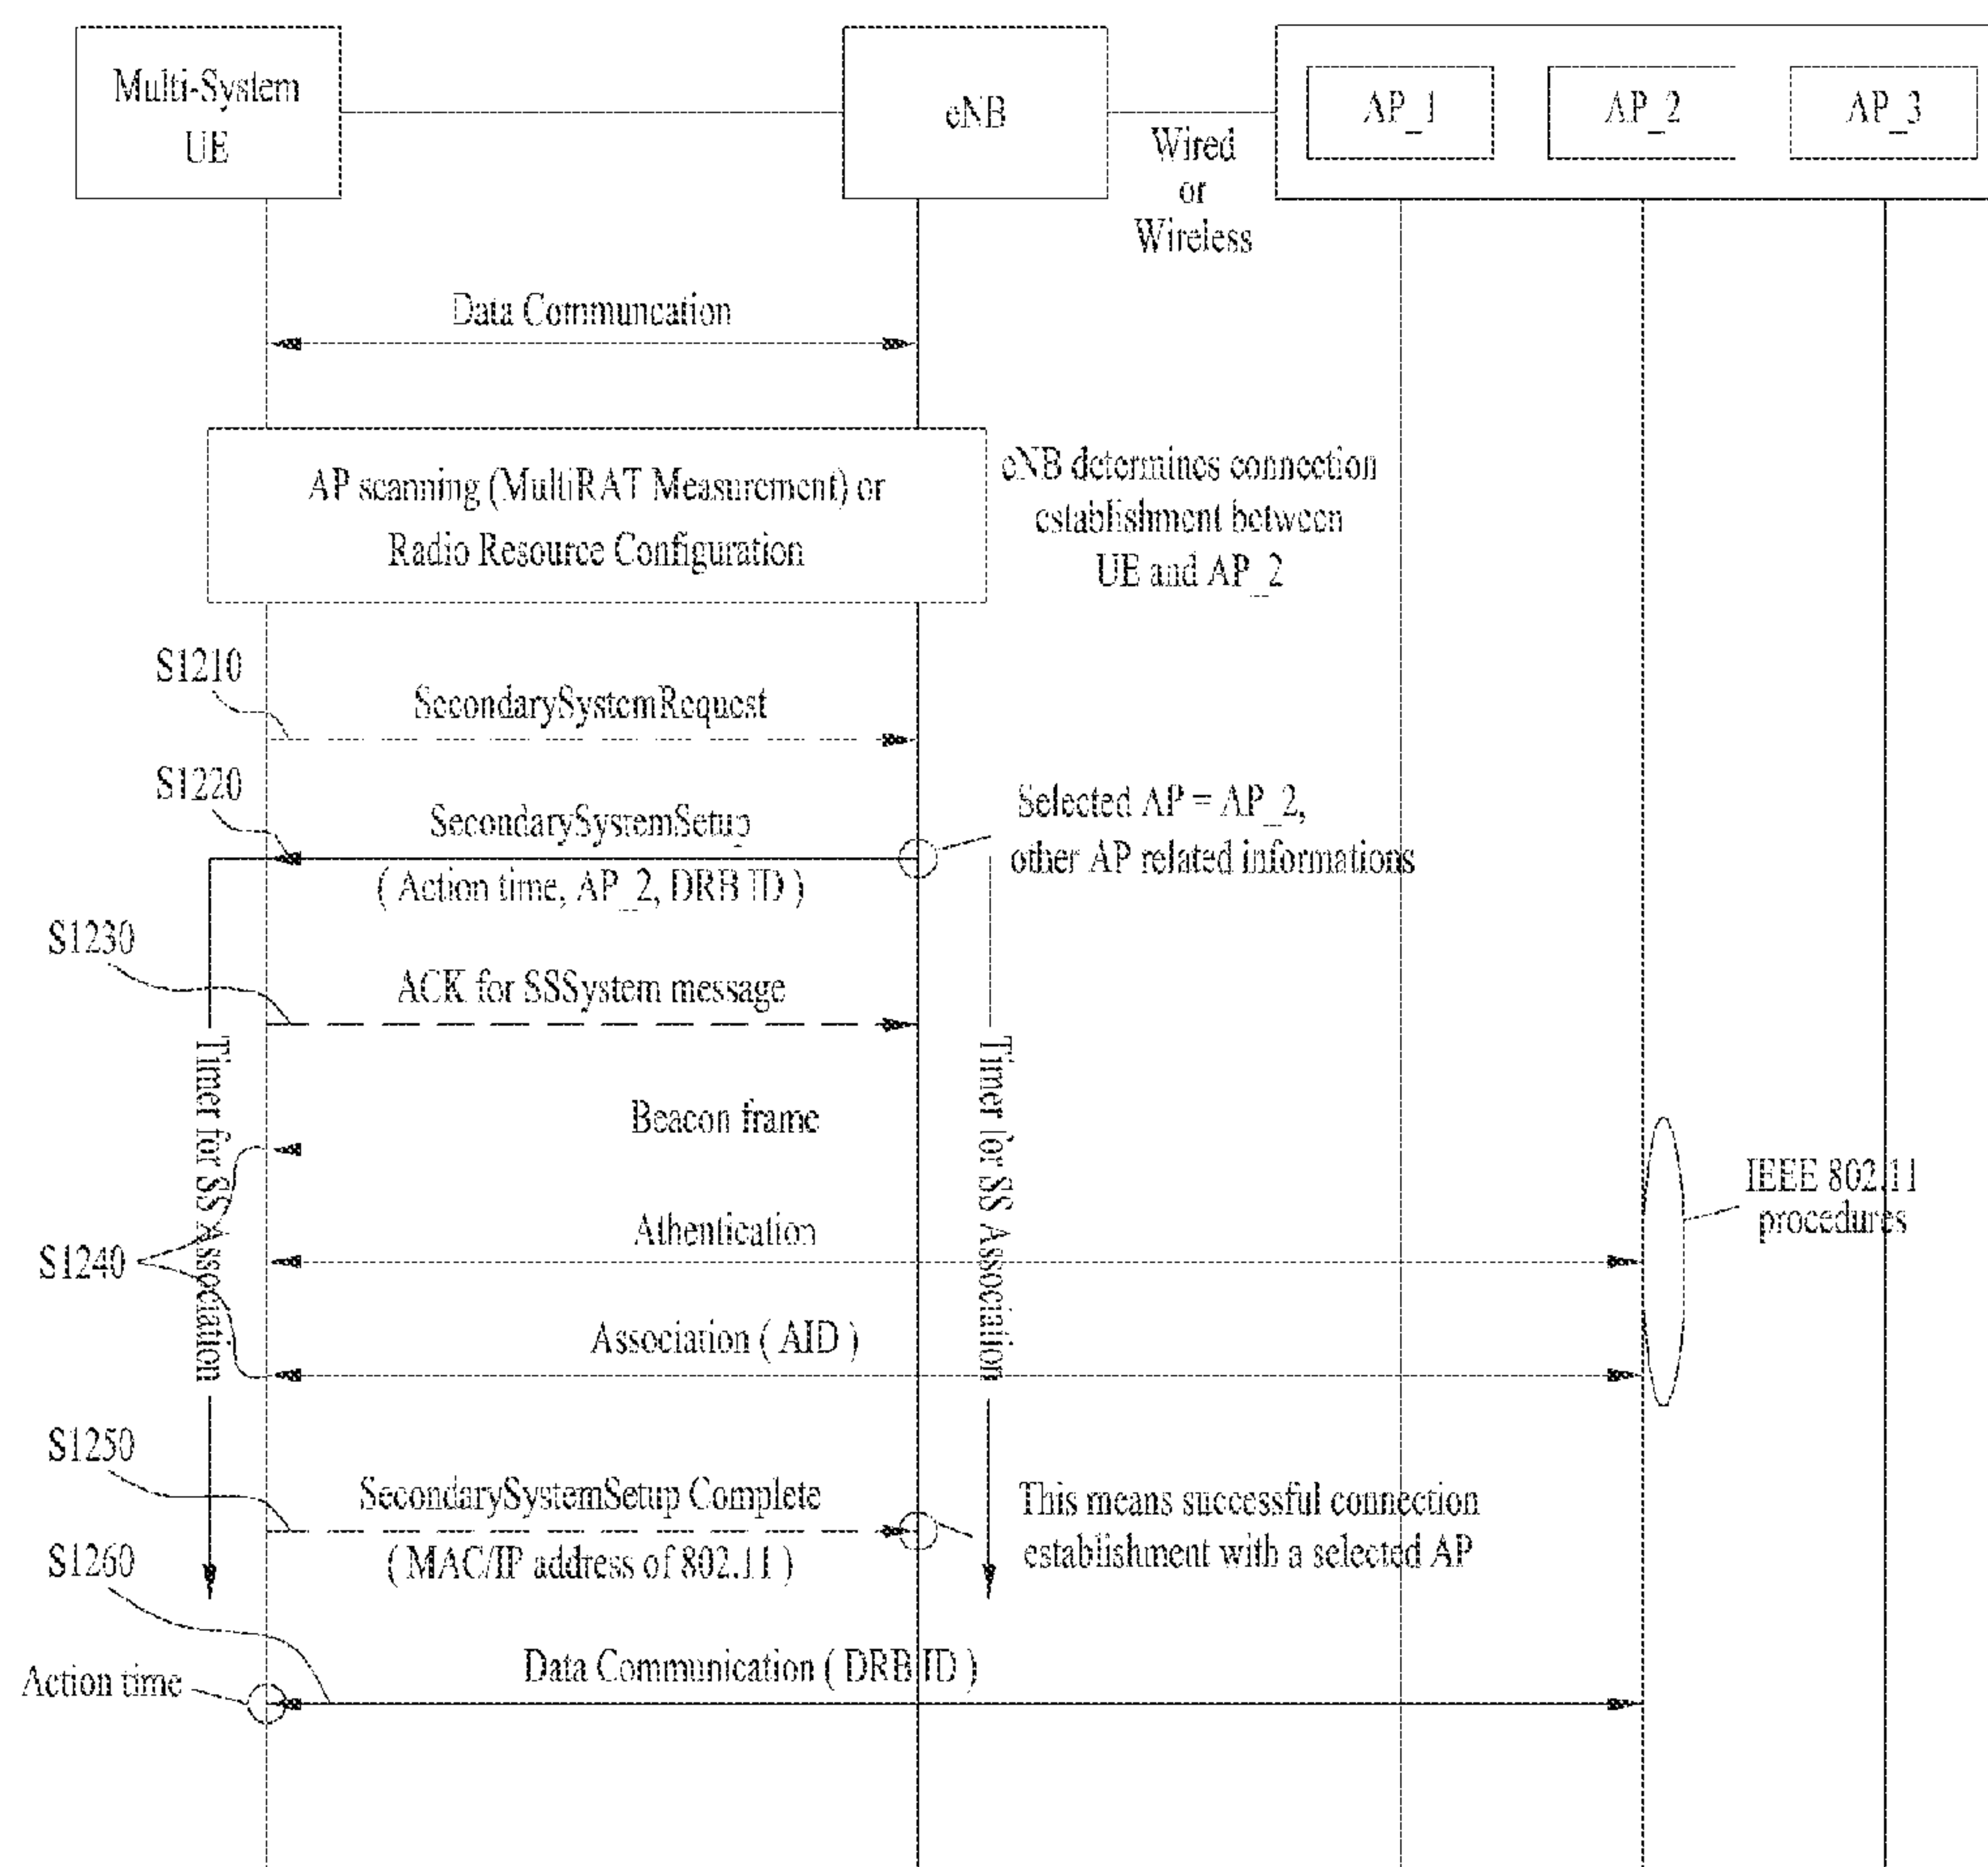 Multi-System
UE
eNB
Wired
or
Wireless
AP_1
AP_2
AP_3
Data Communcation
AP scanning (MultiRAT Measurement) or
Radio Resource Configuration
eNB determines connection
establishment between
UE and AP_2
S1210
SecondarySystemRequest
S1220
SecondarySystemSetup
( Action time, AP_2, DRB ID )
Selected AP = AP_2,
other AP related informations
S1230
ACK for SSSystem message
Timer for SS Association
Timer for SS Association
Beacon frame
Athentication
S1240
Association ( AID )
IEEE 802.11
procedures
S1250
SecondarySystemSetup Complete
( MAC/IP address of 802.11 )
This means successful connection
establishment with a selected AP
S1260
Data Communication ( DRB ID )
Action time